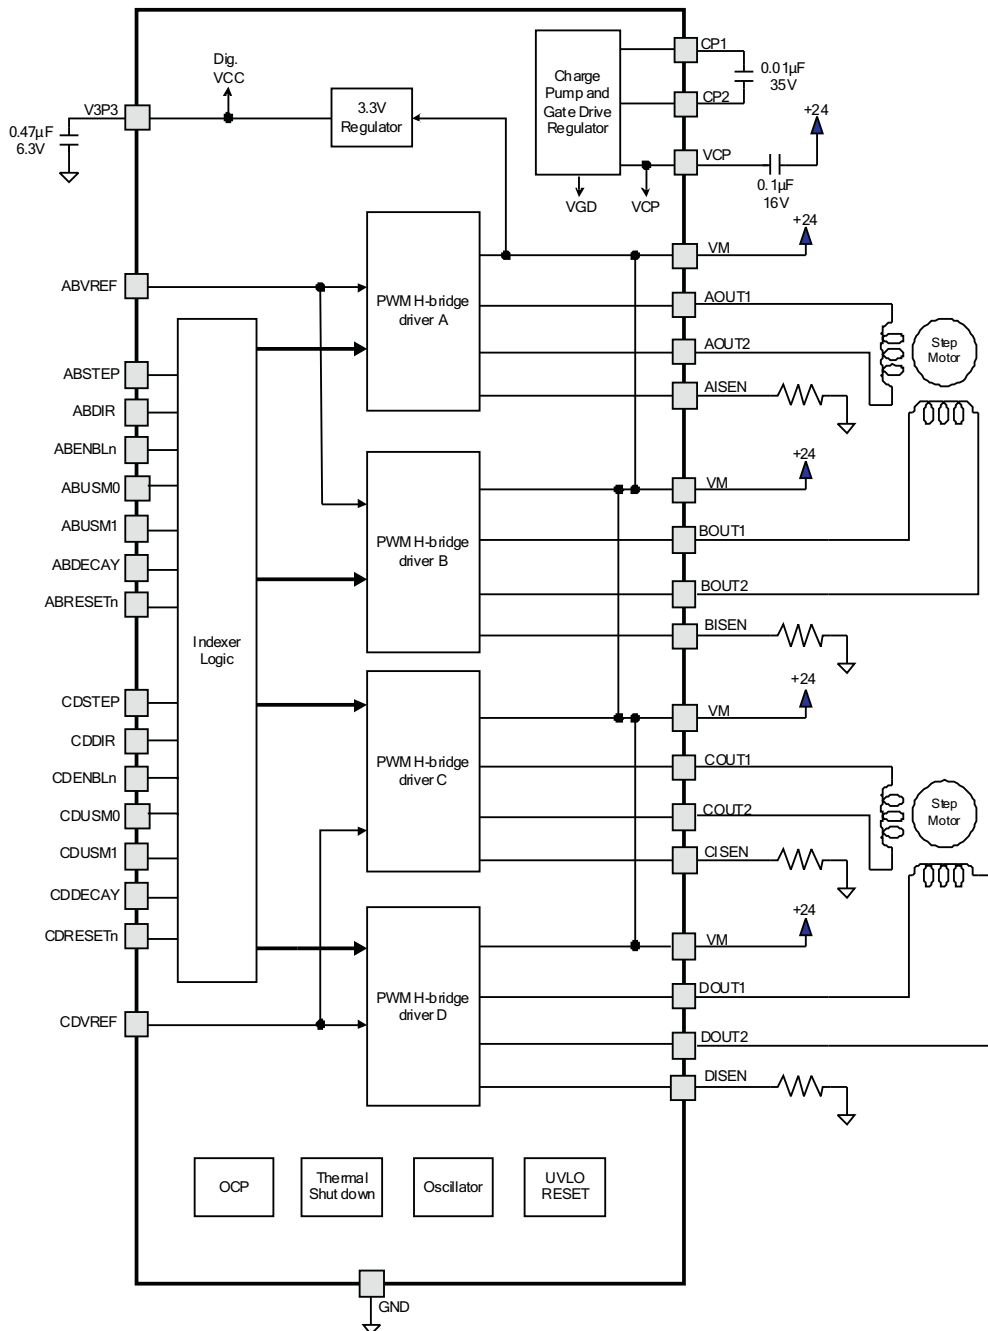 Dig.
VCC
V3P3
0.47µF
6.3V
3.3V
Regulator
Charge
Pump and
Gate Drive
Regulator
CP1
0.01µF
35V
CP2
+24
VCP
0.1µF
16V
VGD
VCP
+24
VM
ABVREF
PWM H-bridge
driver A
AOUT1
AOUT2
Step
Motor
AISEN
ABSTEP
ABDIR
ABENBLn
ABUSM0
ABUSM1
ABDECAY
ABRESETn
+24
VM
PWM H-bridge
driver B
BOUT1
BOUT2
BISEN
Indexer
Logic
+24
VM
CDSTEP
CDDIR
CDENBLn
CDUSM0
CDUSM1
CDDECAY
CDRESETn
PWM H-bridge
driver C
COUT1
COUT2
Step
Motor
CISEN
+24
VM
CDVREF
PWM H-bridge
driver D
DOUT1
DOUT2
DISEN
OCP
Thermal
Shut down
Oscillator
UVLO
RESET
GND